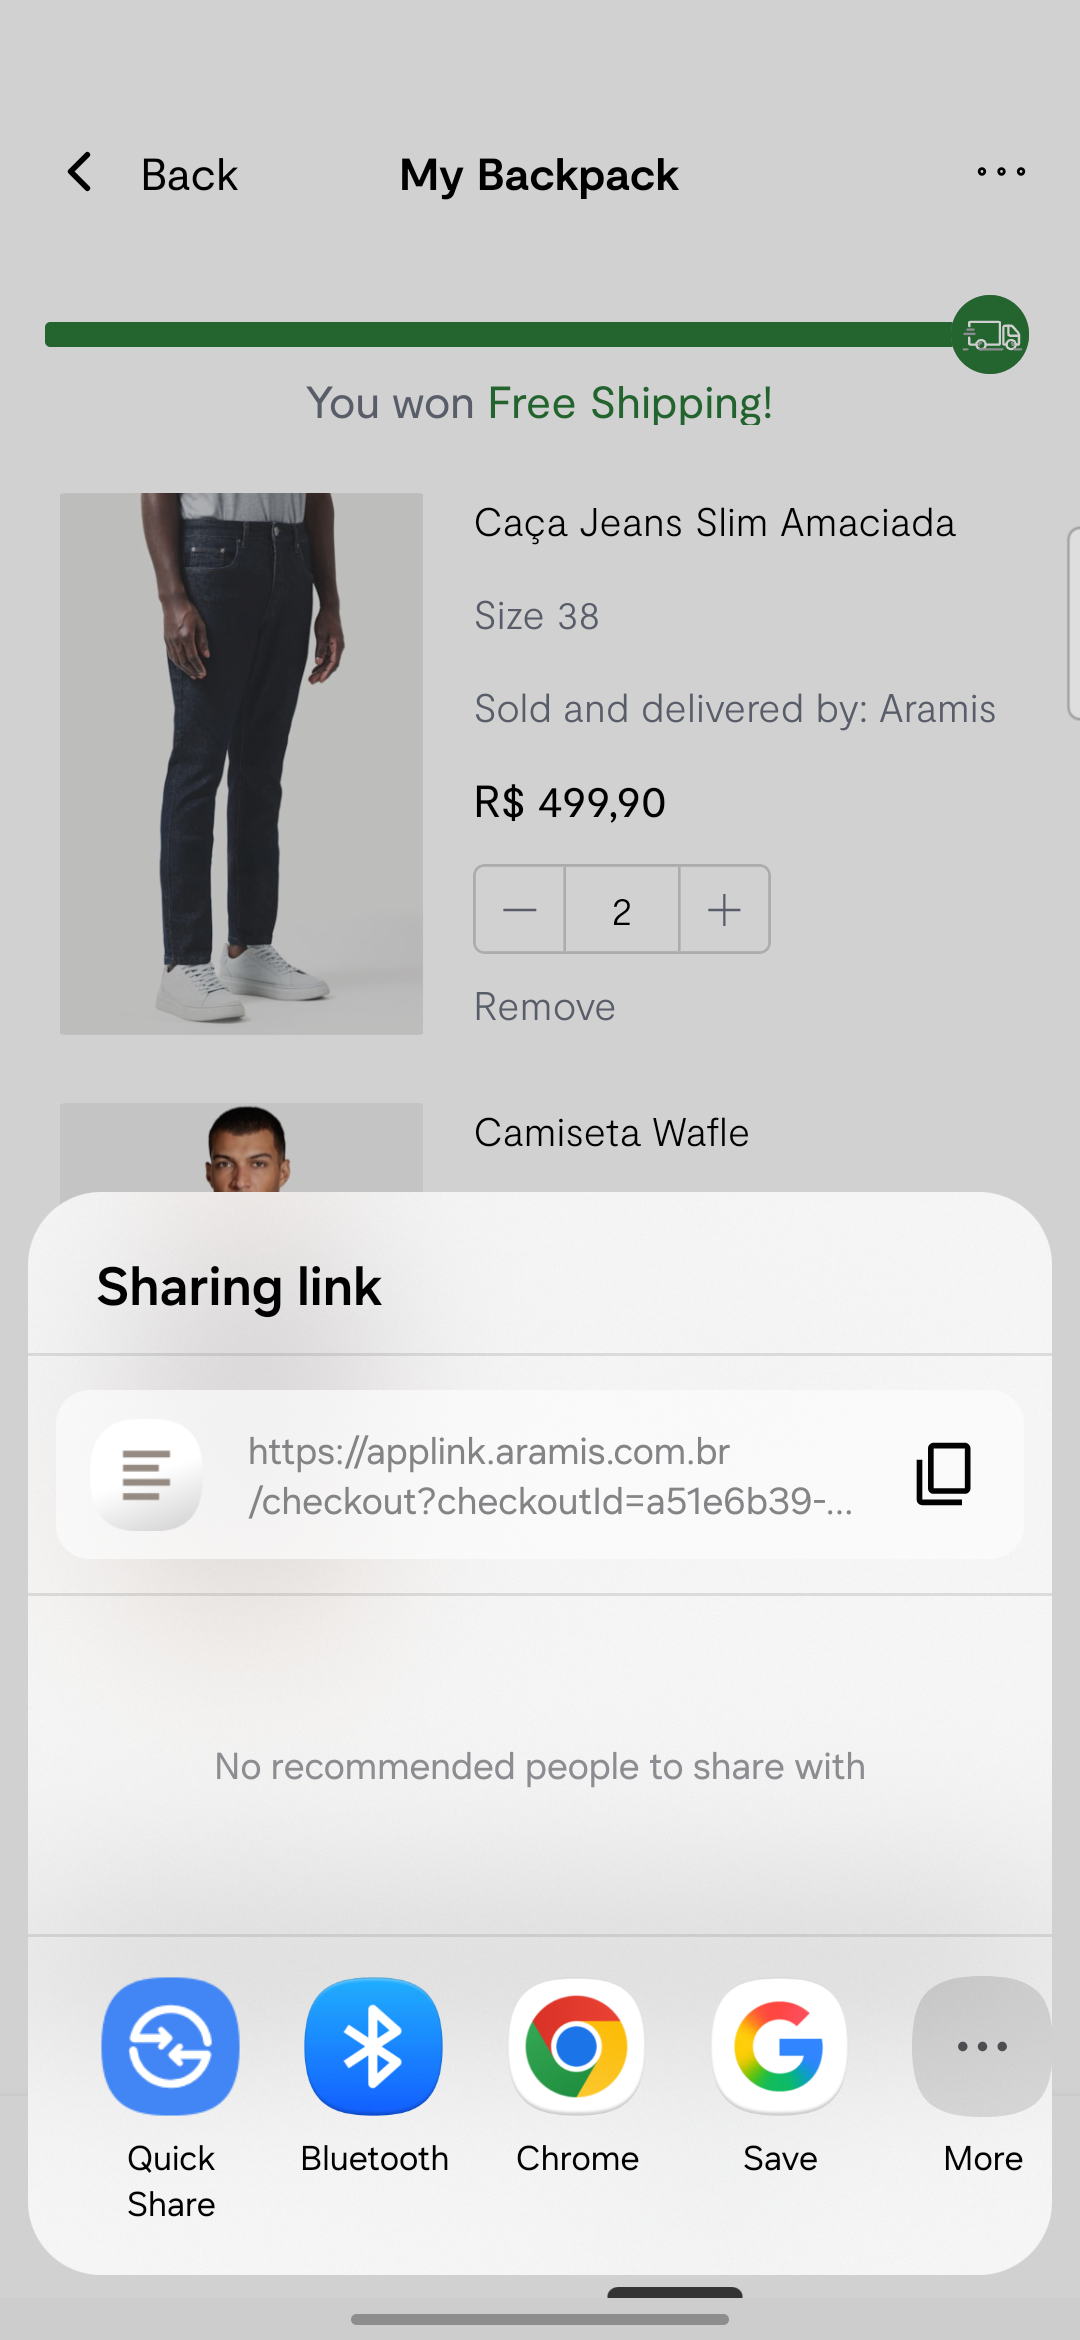 Back
My Backpack
You won Free Shipping!
Caça Jeans Slim Amaciada
Size 38
Sold and delivered by: Aramis
R$ 499,90
2
Remove
Camiseta Wafle
Sharing link
https://applink.aramis.com.br
/checkout?checkoutId=a51e6b39-...
No recommended people to share with
Quick
Share
Bluetooth
Chrome
Save
More